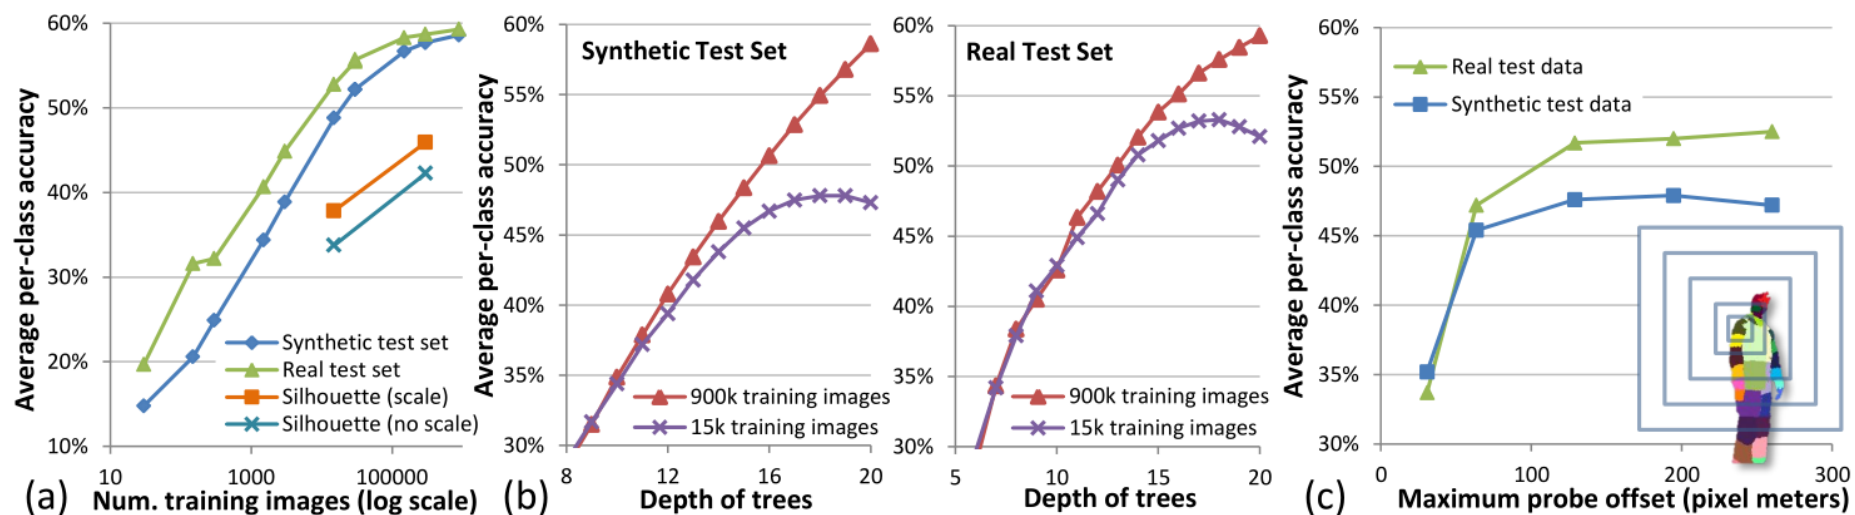 60%
50%
40%
30%
20%
10%
Average per-class accuracy
Synthetic test set
Real test set
Silhouette (scale)
Silhouette (no scale)
10 1000 100000
(a) Num. training images (log scale)
60%
55%
50%
45%
40%
35%
30%
Average per-class accuracy
Synthetic Test Set
900k training images
15k training images
8 12 16 20
(b) Depth of trees
60%
55%
50%
45%
40%
35%
30%
Real Test Set
900k training images
15k training images
5 10 15 20
Depth of trees
60%
55%
50%
45%
40%
35%
30%
Average per-class accuracy
Real test data
Synthetic test data
0 100 200 300
(c) Maximum probe offset (pixel meters)